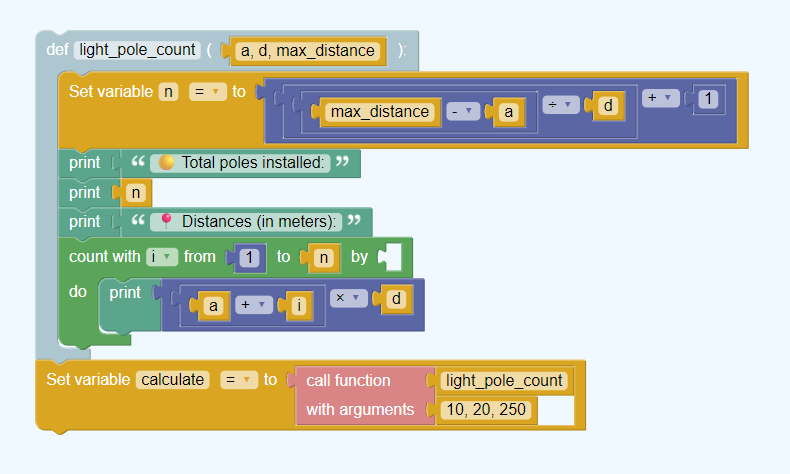 def light_pole_count ( a, d, max_distance ):
Set variable n = to max_distance - a ÷ d + 1
print “ 🟡 Total poles installed: ”
print n
print “ 📍 Distances (in meters): ”
count with i from 1 to n by
do print a + i × d
Set variable calculate = to call function light_pole_count
with arguments 10, 20, 250